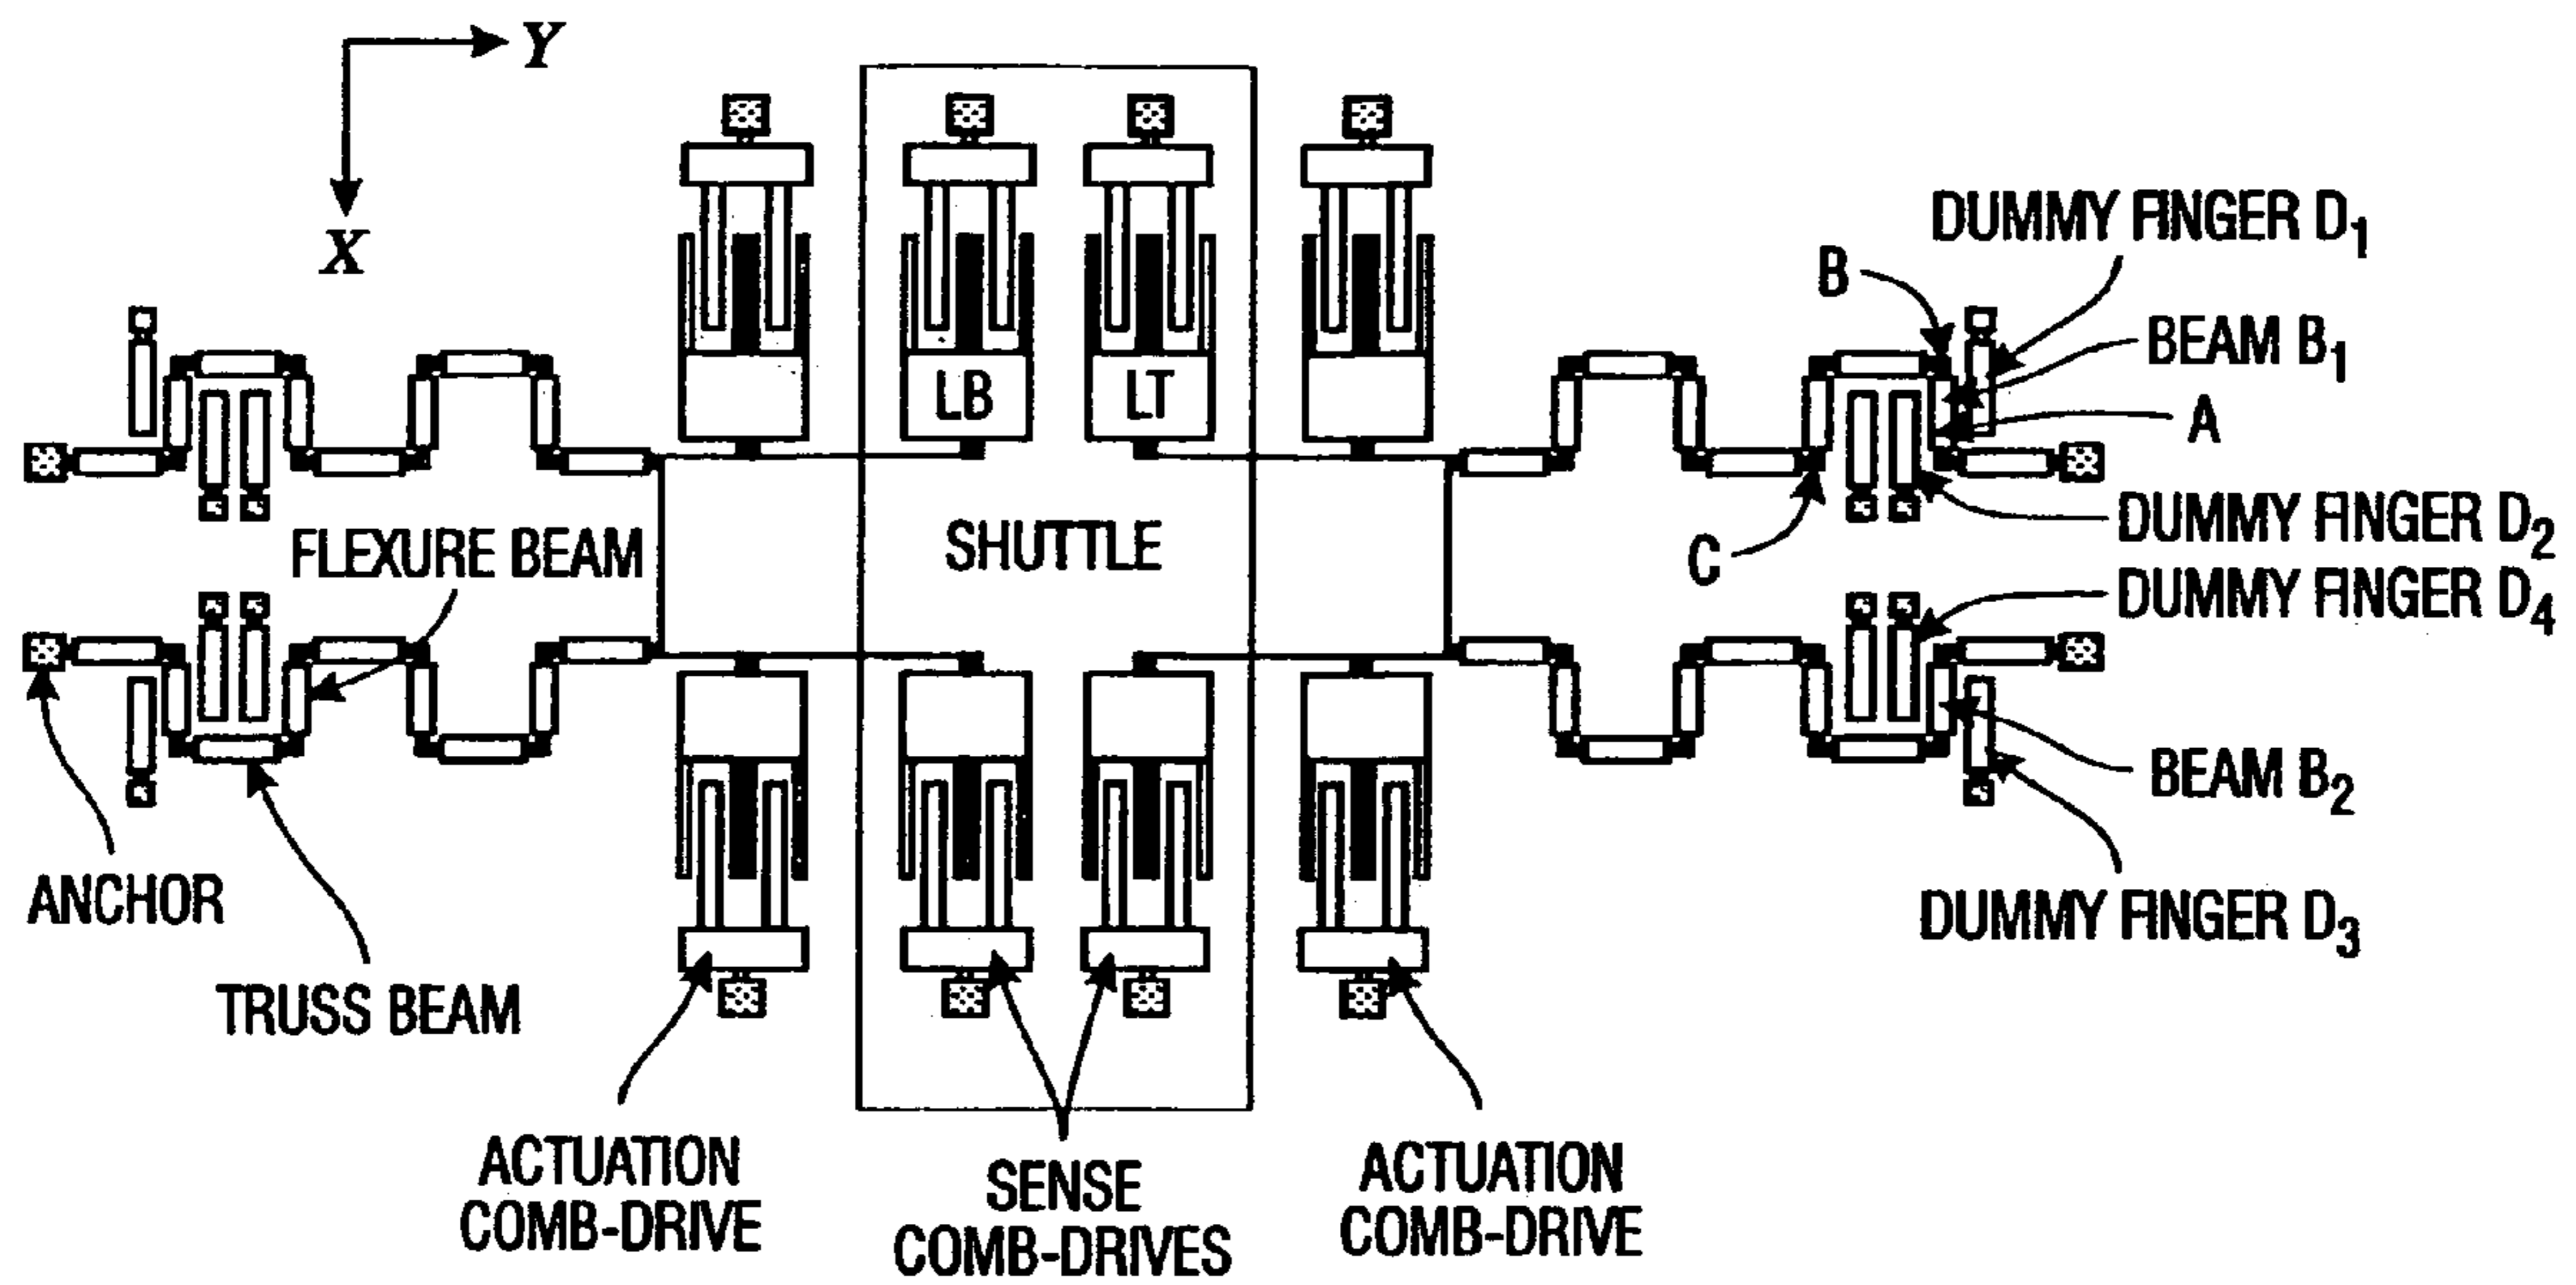 Y
X
DUMMY FINGER D1
B
BEAM B1
LB
LT
A
DUMMY FINGER D2
SHUTTLE
FLEXURE BEAM
C
DUMMY FINGER D4
BEAM B2
ANCHOR
DUMMY FINGER D3
TRUSS BEAM
ACTUATION
COMB-DRIVE
SENSE
COMB-DRIVES
ACTUATION
COMB-DRIVE